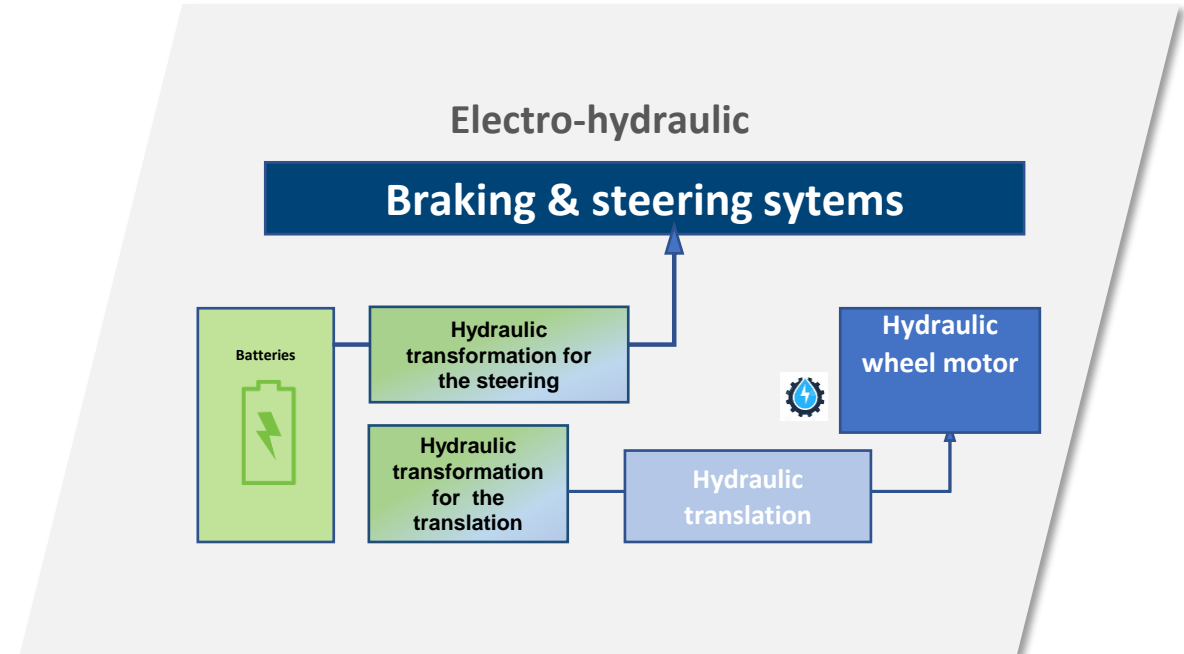 Electro-hydraulic
Braking & steering sytems
Batteries
Hydraulic
transformation for
the steering
Hydraulic
wheel motor
Hydraulic
transformation
for the
translation
Hydraulic
translation